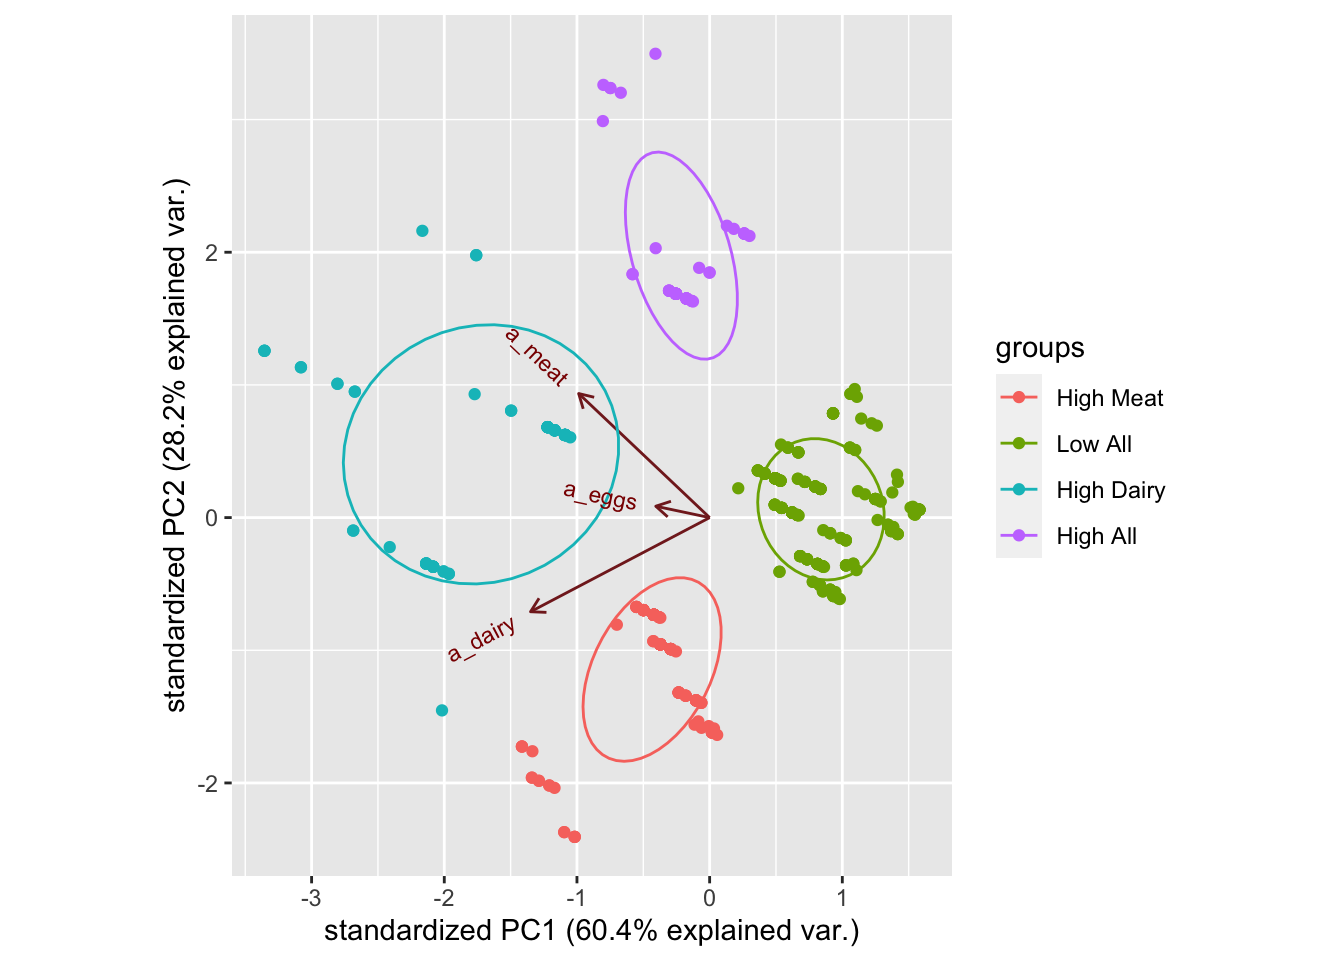 standardized PC2 (28.2% explained var.)
2
0
-2
a_meat
a_eggs
a_dairy
-3
-2
-1
0
1
standardized PC1 (60.4% explained var.)
groups
High Meat
Low All
High Dairy
High All